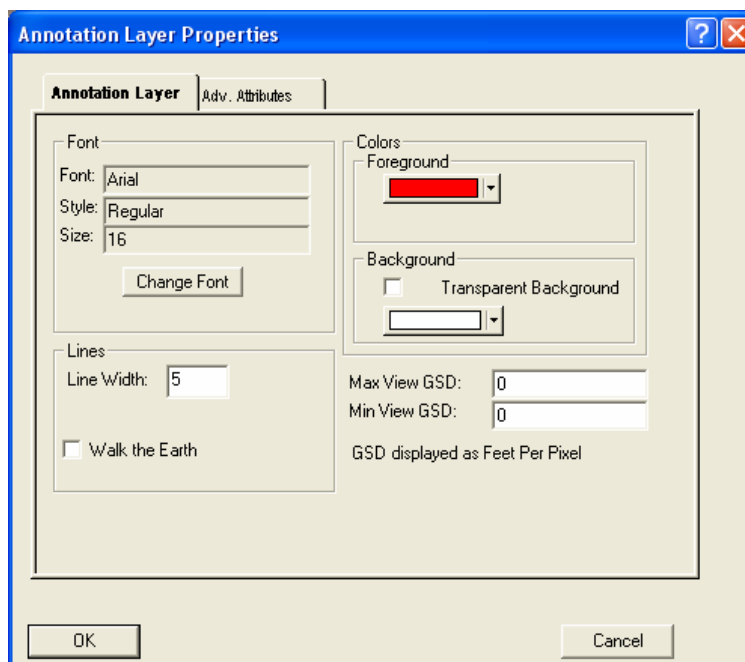 Annotation Layer Properties
Annotation Layer
Adv. Attributes
Font
Font: Arial
Style: Regular
Size: 16
Change Font
Lines
Line Width: 5
Walk the Earth
Colors
Foreground
Background
Transparent Background
Max View GSD: 0
Min View GSD: 0
GSD displayed as Feet Per Pixel
OK
Cancel